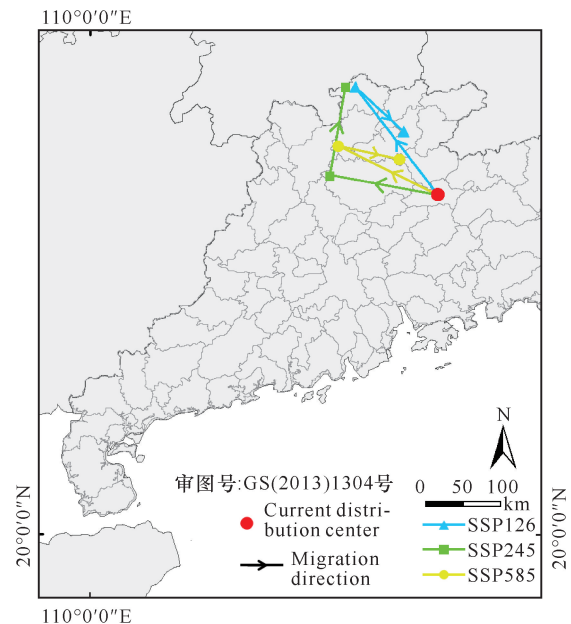 110°0′0″E
N
审图号:GS(2013)1304号
0 50 100
km
Current distri-
bution center
Migration
direction
SSP126
SSP245
SSP585
20°0′0″N
20°0′0″N
110°0′0″E